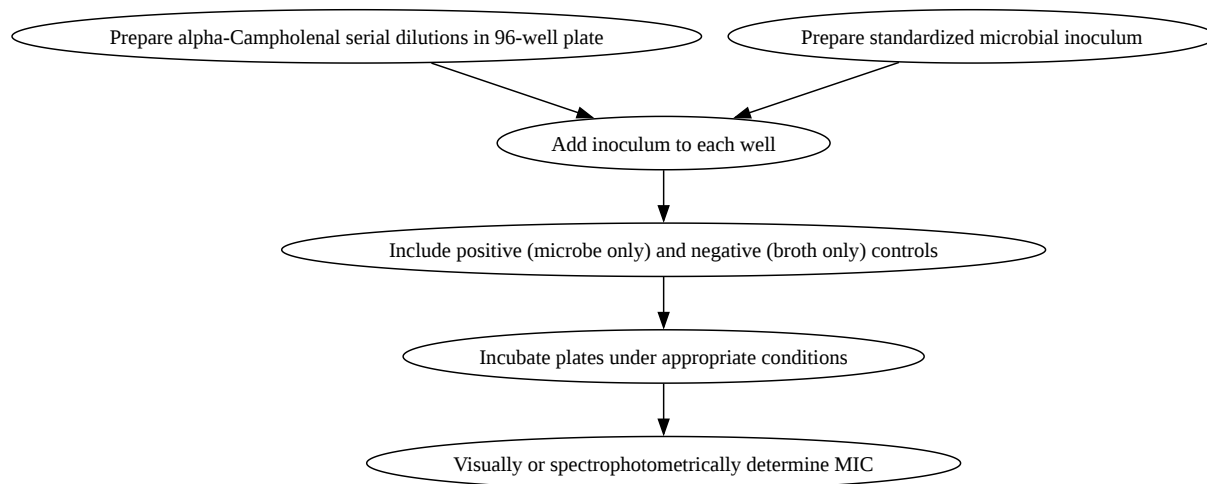 Prepare alpha-Campholenal serial dilutions in 96-well plate
Prepare standardized microbial inoculum
Add inoculum to each well
Include positive (microbe only) and negative (broth only) controls
Incubate plates under appropriate conditions
Visually or spectrophotometrically determine MIC